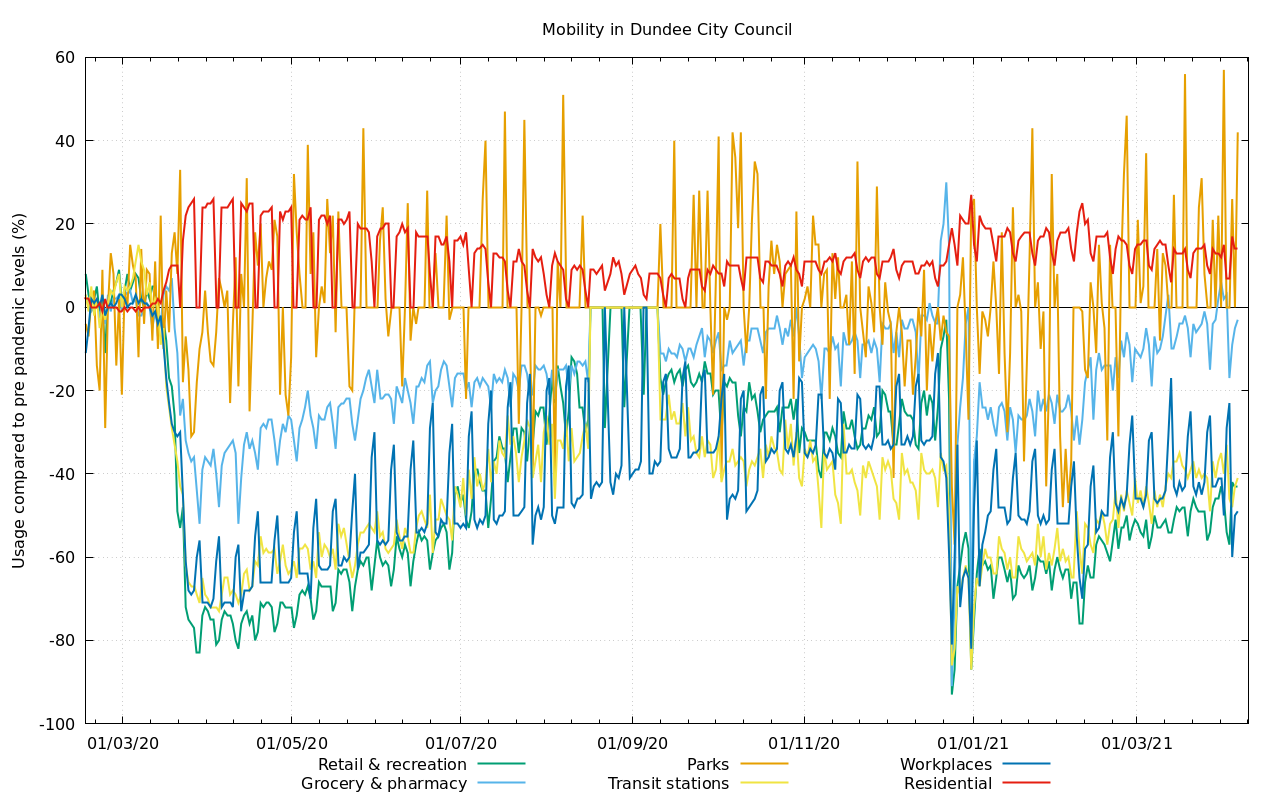 Mobility in Dundee City Council
Usage compared to pre pandemic levels (%)
60
40
20
0
-20
-40
-60
-80
-100
01/03/20 01/05/20 01/07/20 01/09/20 01/11/20 01/01/21 01/03/21
Retail & recreation Parks Workplaces
Grocery & pharmacy Transit stations Residential